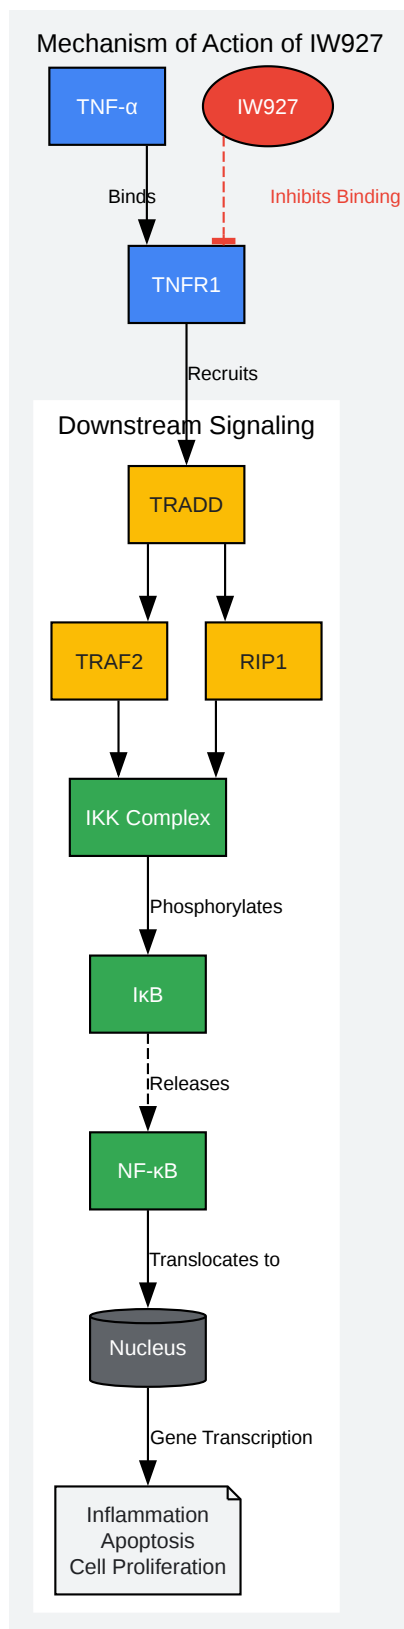 Mechanism of Action of IW927
TNF-α
IW927
Binds
Inhibits Binding
TNFR1
Recruits
Downstream Signaling
TRADD
TRAF2
RIP1
IKK Complex
Phosphorylates
IκB
Releases
NF-κB
Translocates to
Nucleus
Gene Transcription
Inflammation
Apoptosis
Cell Proliferation